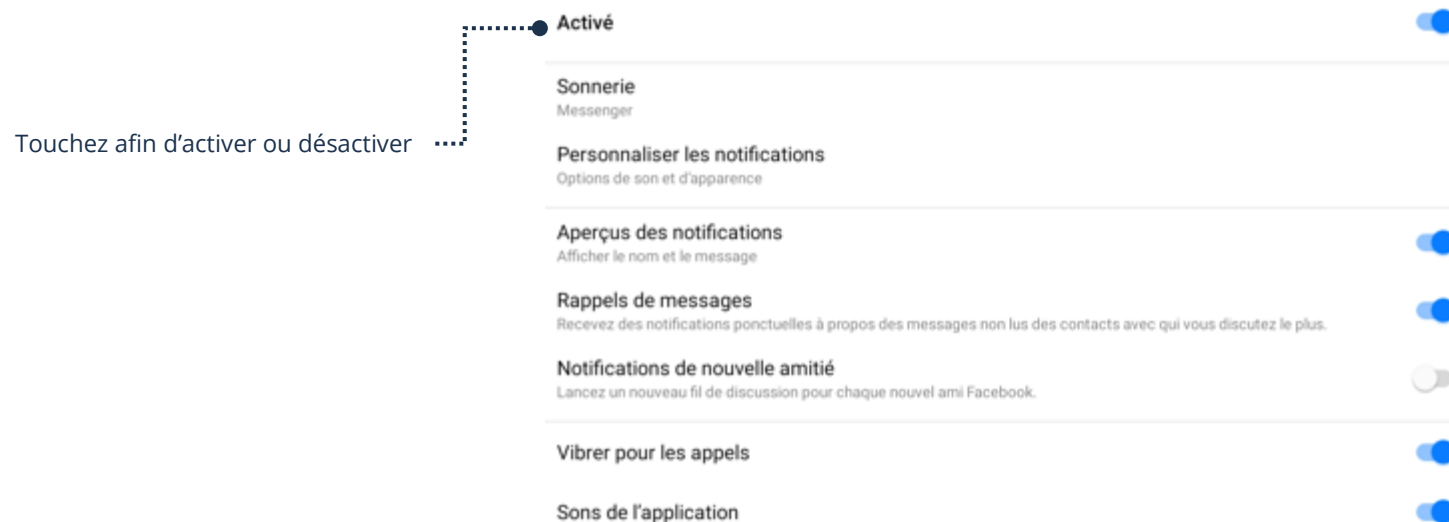 Activé
Sonnerie
Messenger
Touchez afin d’activer ou désactiver
Personnaliser les notifications
Options de son et d'apparence
Aperçus des notifications
Afficher le nom et le message
Rappels de messages
Recevez des notifications ponctuelles à propos des messages non lus des contacts avec qui vous discutez le plus.
Notifications de nouvelle amitié
Lancez un nouveau fil de discussion pour chaque nouvel ami Facebook.
Vibrer pour les appels
Sons de l'application